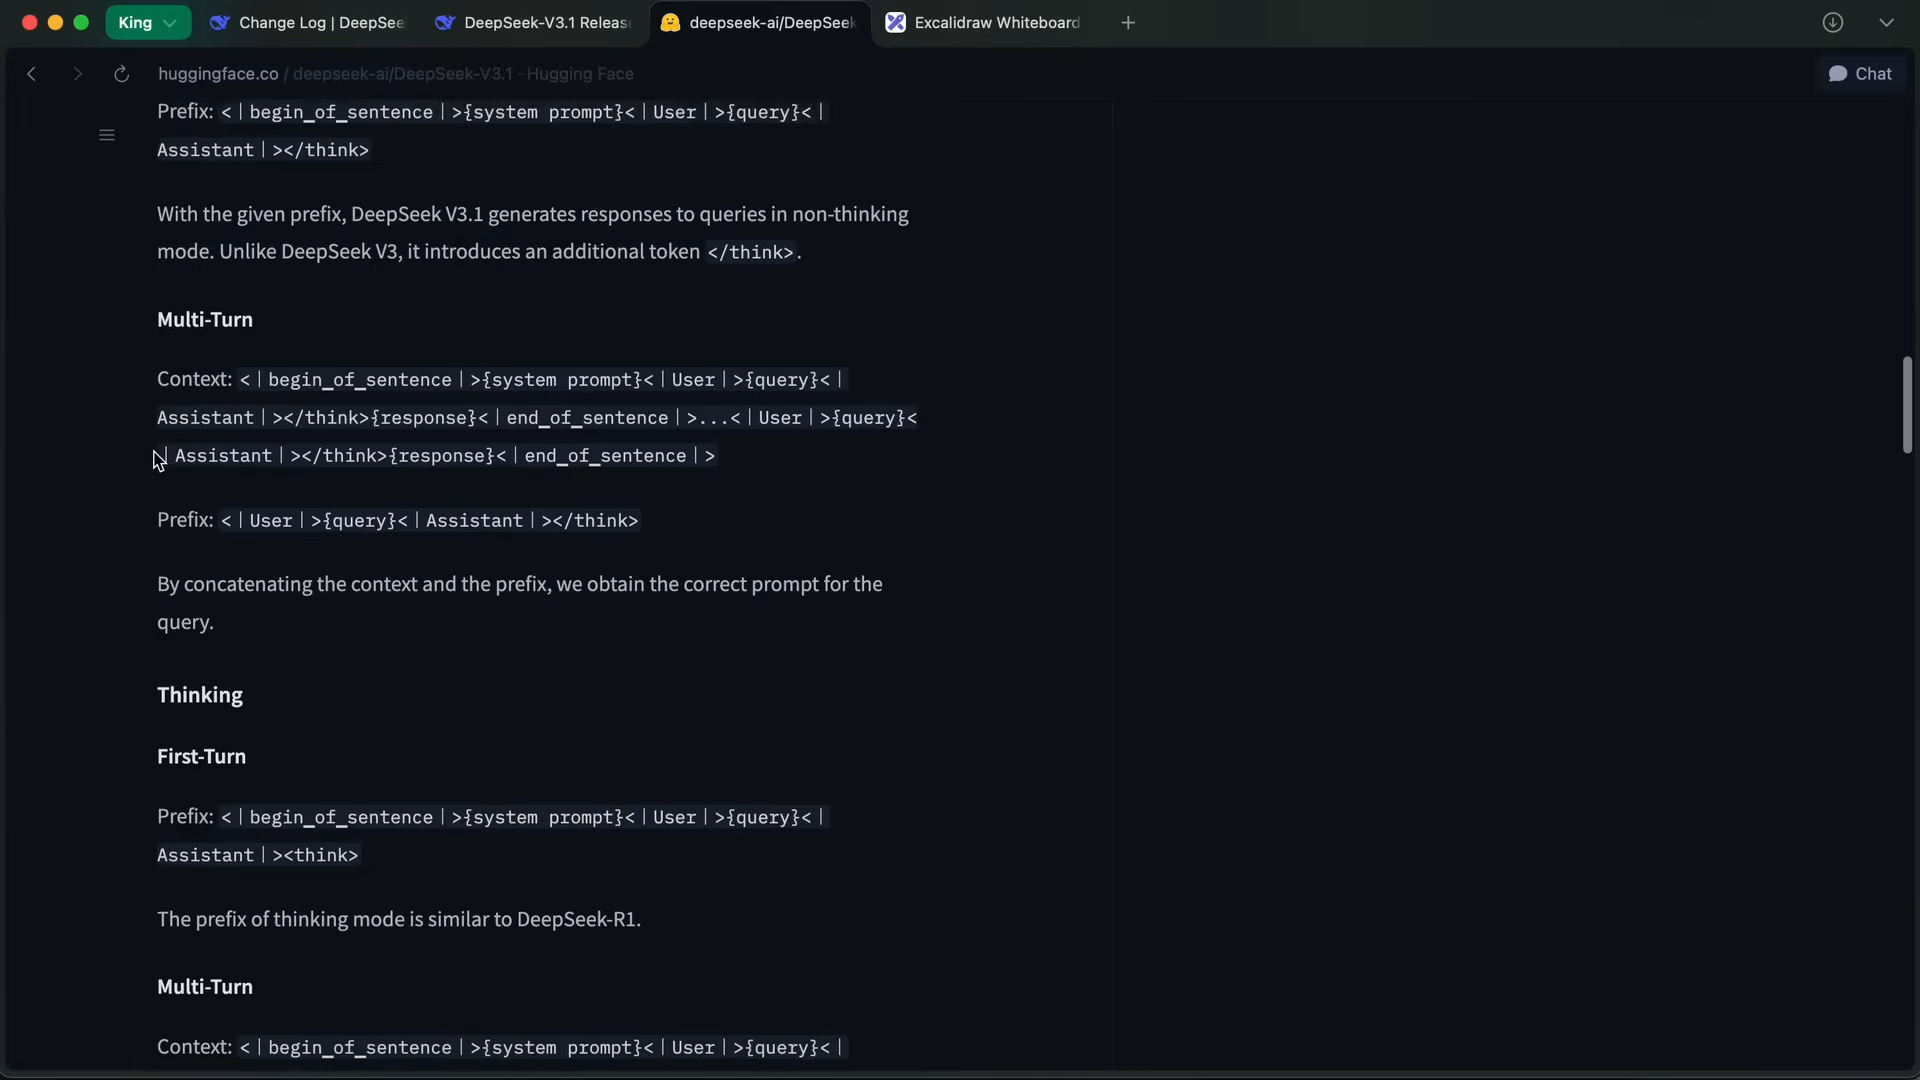 King
Change Log | DeepSee
DeepSeek-V3.1 Releas
deepseek-ai/DeepSeek
Excalidraw Whiteboard
huggingface.co / deepseek-ai/DeepSeek-V3.1 · Hugging Face
Chat
Prefix: <｜begin_of_sentence｜>{system prompt}<｜User｜>{query}<｜
Assistant｜></think>
With the given prefix, DeepSeek V3.1 generates responses to queries in non-thinking
mode. Unlike DeepSeek V3, it introduces an additional token </think>.
Multi-Turn
Context: <｜begin_of_sentence｜>{system prompt}<｜User｜>{query}<｜
Assistant｜></think>{response}<｜end_of_sentence｜>...<｜User｜>{query}<
｜Assistant｜></think>{response}<｜end_of_sentence｜>
Prefix: <｜User｜>{query}<｜Assistant｜></think>
By concatenating the context and the prefix, we obtain the correct prompt for the
query.
Thinking
First-Turn
Prefix: <｜begin_of_sentence｜>{system prompt}<｜User｜>{query}<｜
Assistant｜><think>
The prefix of thinking mode is similar to DeepSeek-R1.
Multi-Turn
Context: <｜begin_of_sentence｜>{system prompt}<｜User｜>{query}<｜